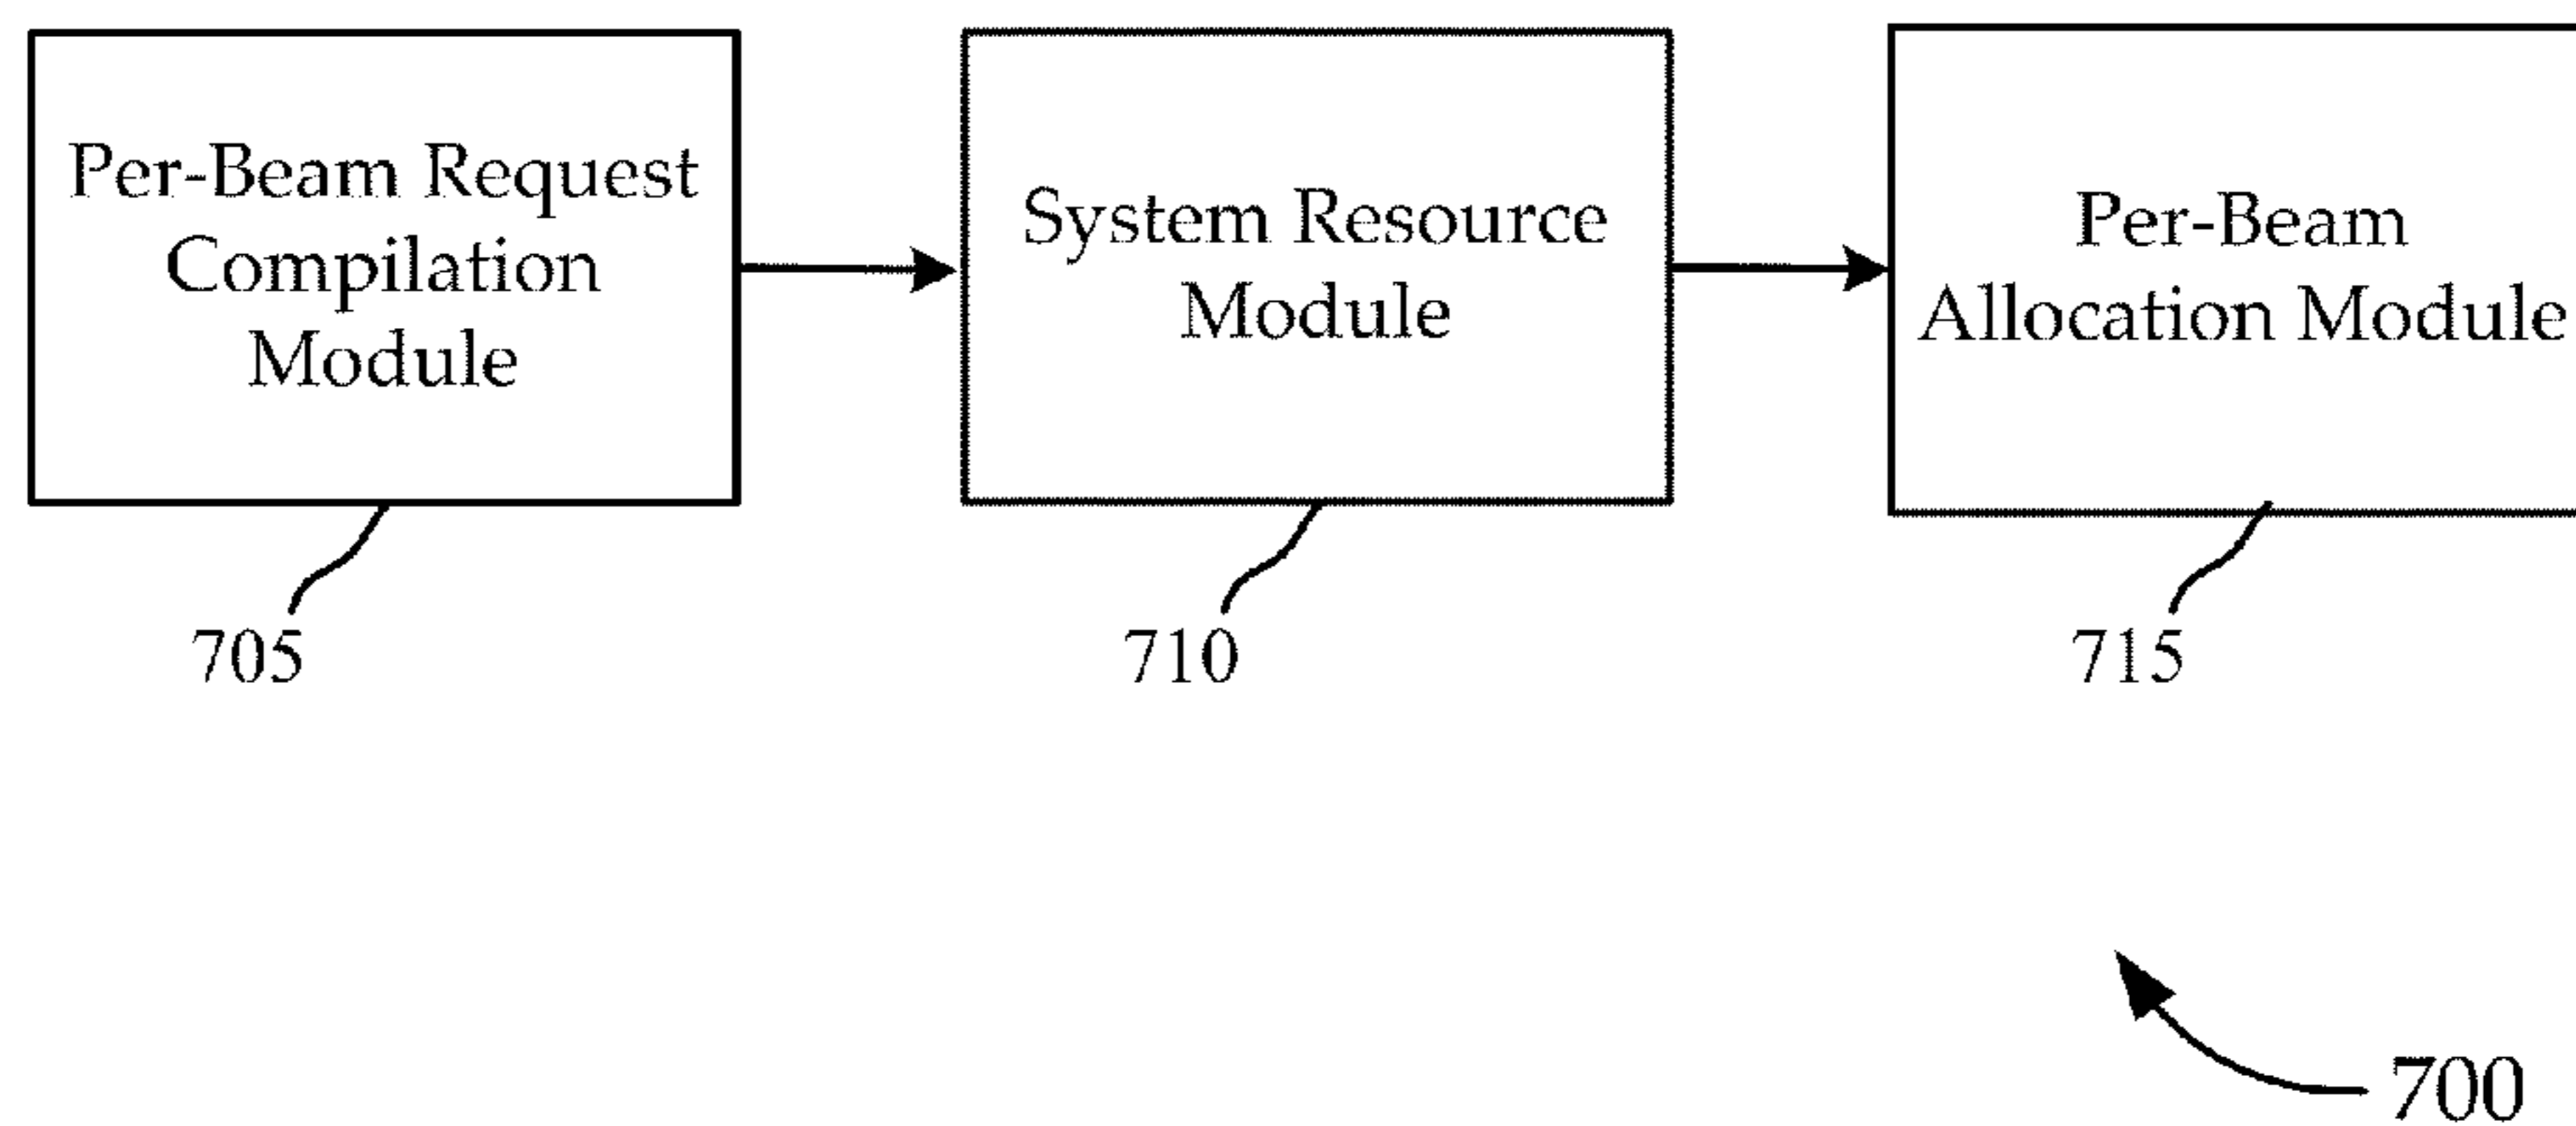 Per-Beam Request
Compilation
Module
System Resource
Module
Per-Beam
Allocation Module
705
710
715
700